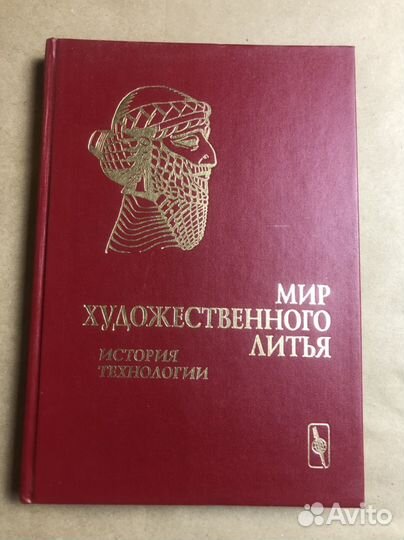 МИР
ХУДОЖЕСТВЕННОГО
ЛИТЬЯ
ИСТОРИЯ
ТЕХНОЛОГИИ
Avito